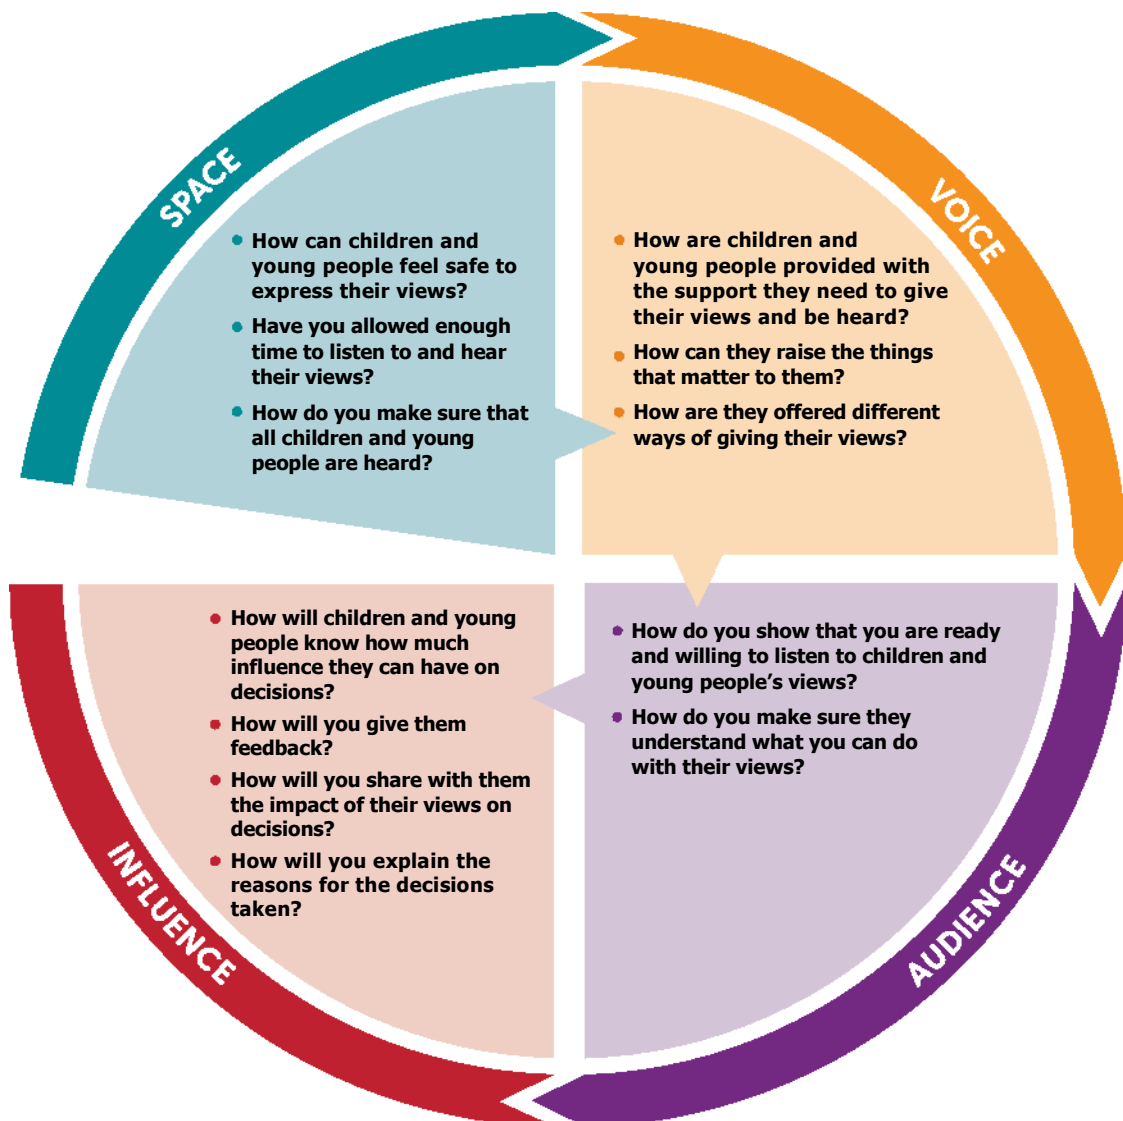 SPACE
• How can children and
young people feel safe to
express their views?
• Have you allowed enough
time to listen to and hear
their views?
• How do you make sure that
all children and young
people are heard?
VOICE
• How are children and
young people provided with
the support they need to give
their views and be heard?
• How can they raise the things
that matter to them?
• How are they offered different
ways of giving their views?
AUDIENCE
• How do you show that you are ready
and willing to listen to children and
young people’s views?
• How do you make sure they
understand what you can do
with their views?
INFLUENCE
• How will children and young
people know how much
influence they can have on
decisions?
• How will you give them
feedback?
• How will you share with them
the impact of their views on
decisions?
• How will you explain the
reasons for the decisions
taken?